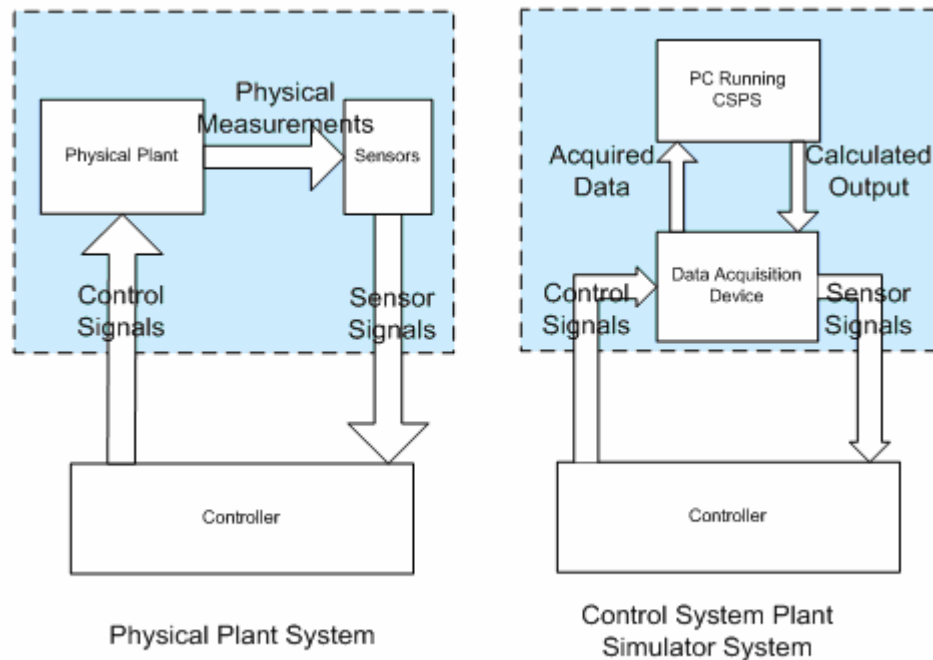 Physical
Measurements
Physical Plant
Sensors
Control
Signals
Sensor
Signals
Controller
Physical Plant System
PC Running
CSPS
Acquired
Data
Calculated
Output
Data Acquisition
Device
Control
Signals
Sensor
Signals
Controller
Control System Plant
Simulator System